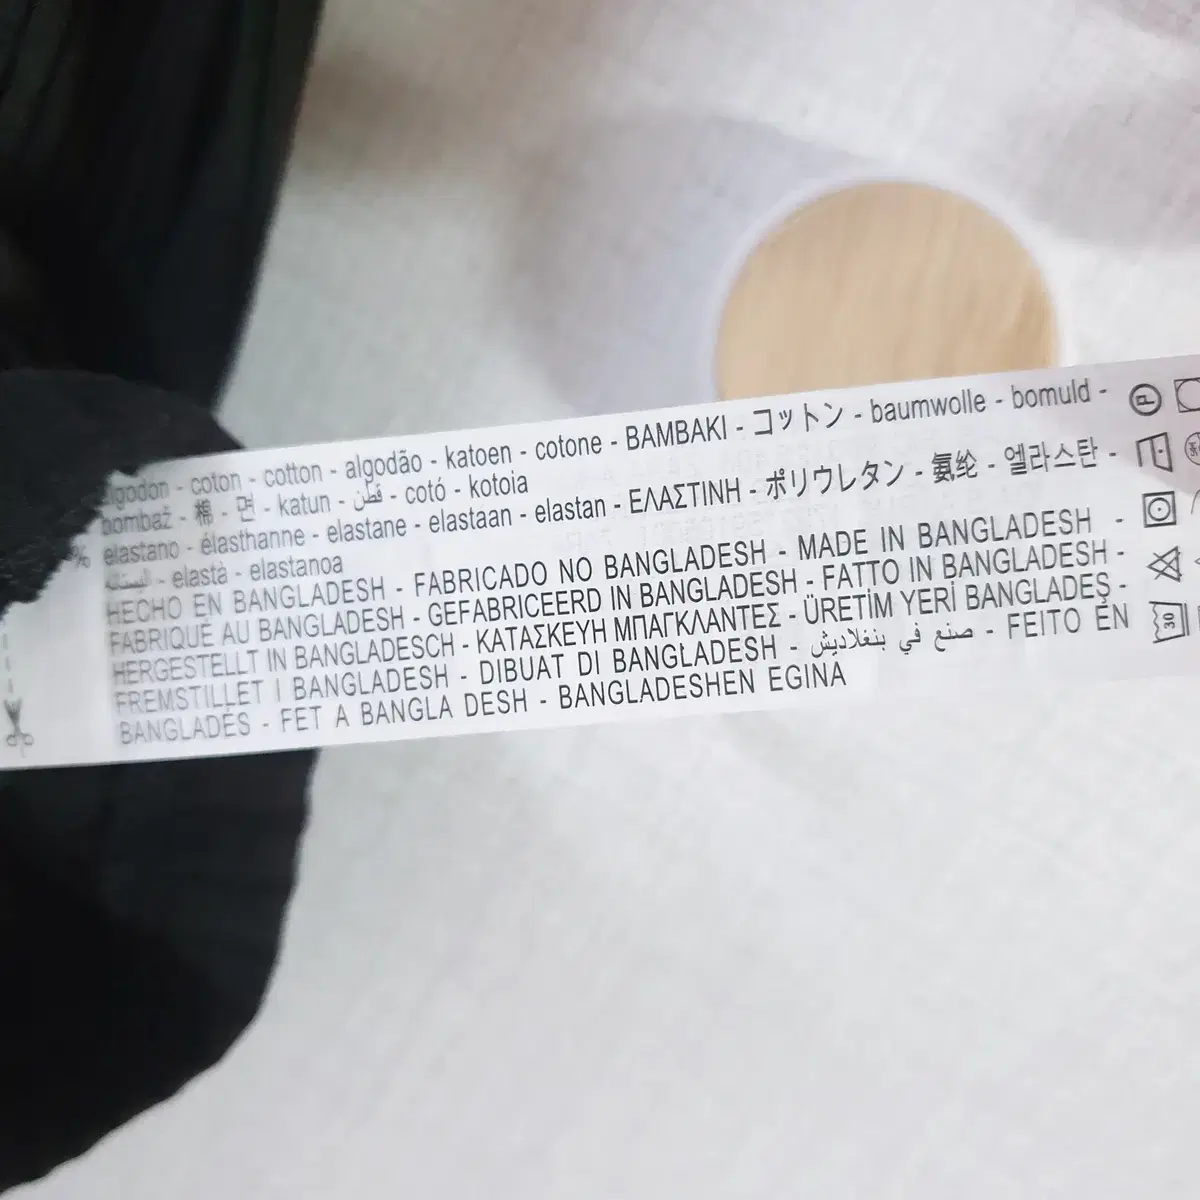 algodon - coton - cotton - algodão - katoen - cotone - BAMBAKI - コットン - baumwolle - bomuld -
bombaž - 棉 - 면 - katun - قطن - cotó - kotoia
% elastano - élasthanne - elastane - elastaan - elastan - ΕΛΑΣΤΙΝΗ - ポリウレタン - 氨纶 - 엘라스탄 -
- elastà - elastanoa
HECHO EN BANGLADESH - FABRICADO NO BANGLADESH - MADE IN BANGLADESH -
FABRIQUÉ AU BANGLADESH - GEFABRICEERD IN BANGLADESH - FATTO IN BANGLADESH -
HERGESTELLT IN BANGLADESCH - ΚΑΤΑΣΚΕΥΗ ΜΠΑΓΚΛΑΝΤΕΣ - ÜRETİM YERİ BANGLADEŞ -
FREMSTILLET I BANGLADESH - DIBUAT DI BANGLADESH - صنع في بنغلاديش - FEITO EN
BANGLADÉS - FET A BANGLA DESH - BANGLADESHEN EGINA
P
30